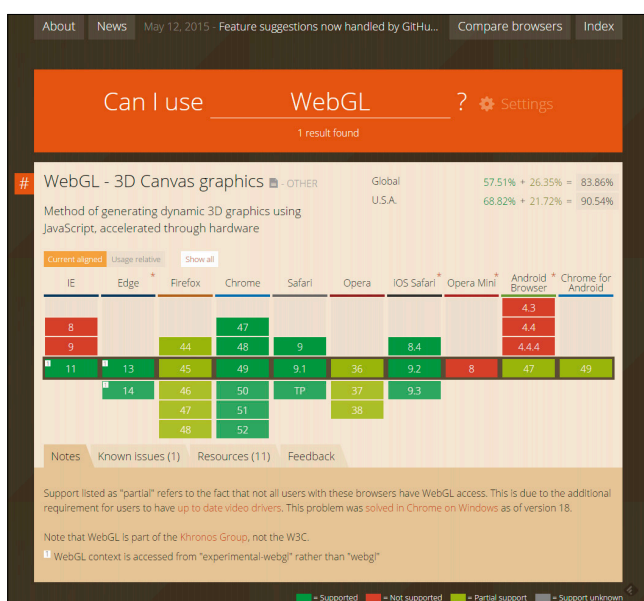 About News May 12, 2015 - Feature suggestions now handled by GitHu... Compare browsers Index
Can I use WebGL ? Settings
1 result found
# WebGL - 3D Canvas graphics - OTHER
Method of generating dynamic 3D graphics using
JavaScript, accelerated through hardware
Global 57.51% + 26.35% = 83.86%
U.S.A. 68.82% + 21.72% = 90.54%
Current aligned Usage relative Show all
IE Edge * Firefox Chrome Safari Opera iOS Safari * Opera Mini * Android Browser * Chrome for Android
4.3
8 47 4.4
9 44 48 9 8.4 4.4.4
1 11 1 13 45 49 9.1 36 9.2 8 47 49
1 14 46 50 TP 37 9.3
47 51 38
48 52
Notes Known issues (1) Resources (11) Feedback
Support listed as "partial" refers to the fact that not all users with these browsers have WebGL access. This is due to the additional
requirement for users to have up to date video drivers. This problem was solved in Chrome on Windows as of version 18.
Note that WebGL is part of the Khronos Group, not the W3C.
1 WebGL context is accessed from "experimental-webgl" rather than "webgl"
= Supported = Not supported = Partial support = Support unknown